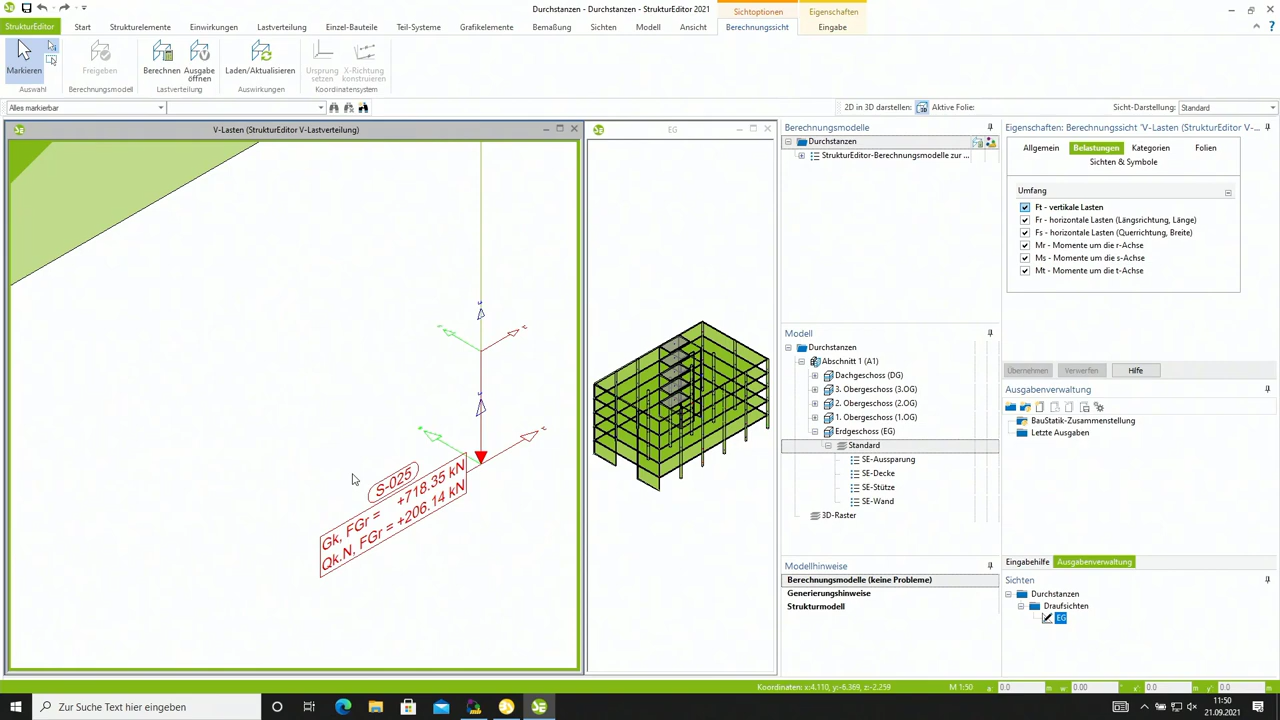 Durchstanzen - Durchstanzen - StrukturEditor 2021
Sichtoptionen
Eigenschaften
StrukturEditor
Start
Strukturelemente
Einwirkungen
Lastverteilung
Einzel-Bauteile
Teil-Systeme
Grafikelemente
Bemaßung
Sichten
Modell
Ansicht
Berechnungssicht
Eingabe
Markieren
Freigeben
Berechnen
Ausgabe öffnen
Laden/Aktualisieren
Ursprung setzen
X-Richtung konstruieren
Auswahl
Berechnungsmodell
Lastverteilung
Auswirkungen
Koordinatensystem
Alles markierbar
2D in 3D darstellen:
Aktive Folie:
Sicht-Darstellung:
Standard
V-Lasten (StrukturEditor V-Lastverteilung)
S-025
Gk, FGr = +718.35 kN
Qk.N, FGr = +206.14 kN
EG
Berechnungsmodelle
Durchstanzen
StrukturEditor-Berechnungsmodelle zur ...
Modell
Durchstanzen
Abschnitt 1 (A1)
Dachgeschoss (DG)
3. Obergeschoss (3.OG)
2. Obergeschoss (2.OG)
1. Obergeschoss (1.OG)
Erdgeschoss (EG)
Standard
SE-Aussparung
SE-Decke
SE-Stütze
SE-Wand
3D-Raster
Modellhinweise
Berechnungsmodelle (keine Probleme)
Generierungshinweise
Strukturmodell
Eigenschaften: Berechnungssicht 'V-Lasten (StrukturEditor V-...
Allgemein
Belastungen
Kategorien
Folien
Sichten & Symbole
Umfang
Ft - vertikale Lasten
Fr - horizontale Lasten (Längsrichtung, Länge)
Fs - horizontale Lasten (Querrichtung, Breite)
Mr - Momente um die r-Achse
Ms - Momente um die s-Achse
Mt - Momente um die t-Achse
Übernehmen
Verwerfen
Hilfe
Ausgabenverwaltung
BauStatik-Zusammenstellung
Letzte Ausgaben
Eingabehilfe
Ausgabenverwaltung
Sichten
Durchstanzen
Draufsichten
EG
Koordinaten: x:4.110, y:-6.369, z:-2.259
M 1:50
a: 0.0 m
w: 0.00 °
x': 0.0 m
y': 0.0 m
Zur Suche Text hier eingeben
11:50
21.09.2021